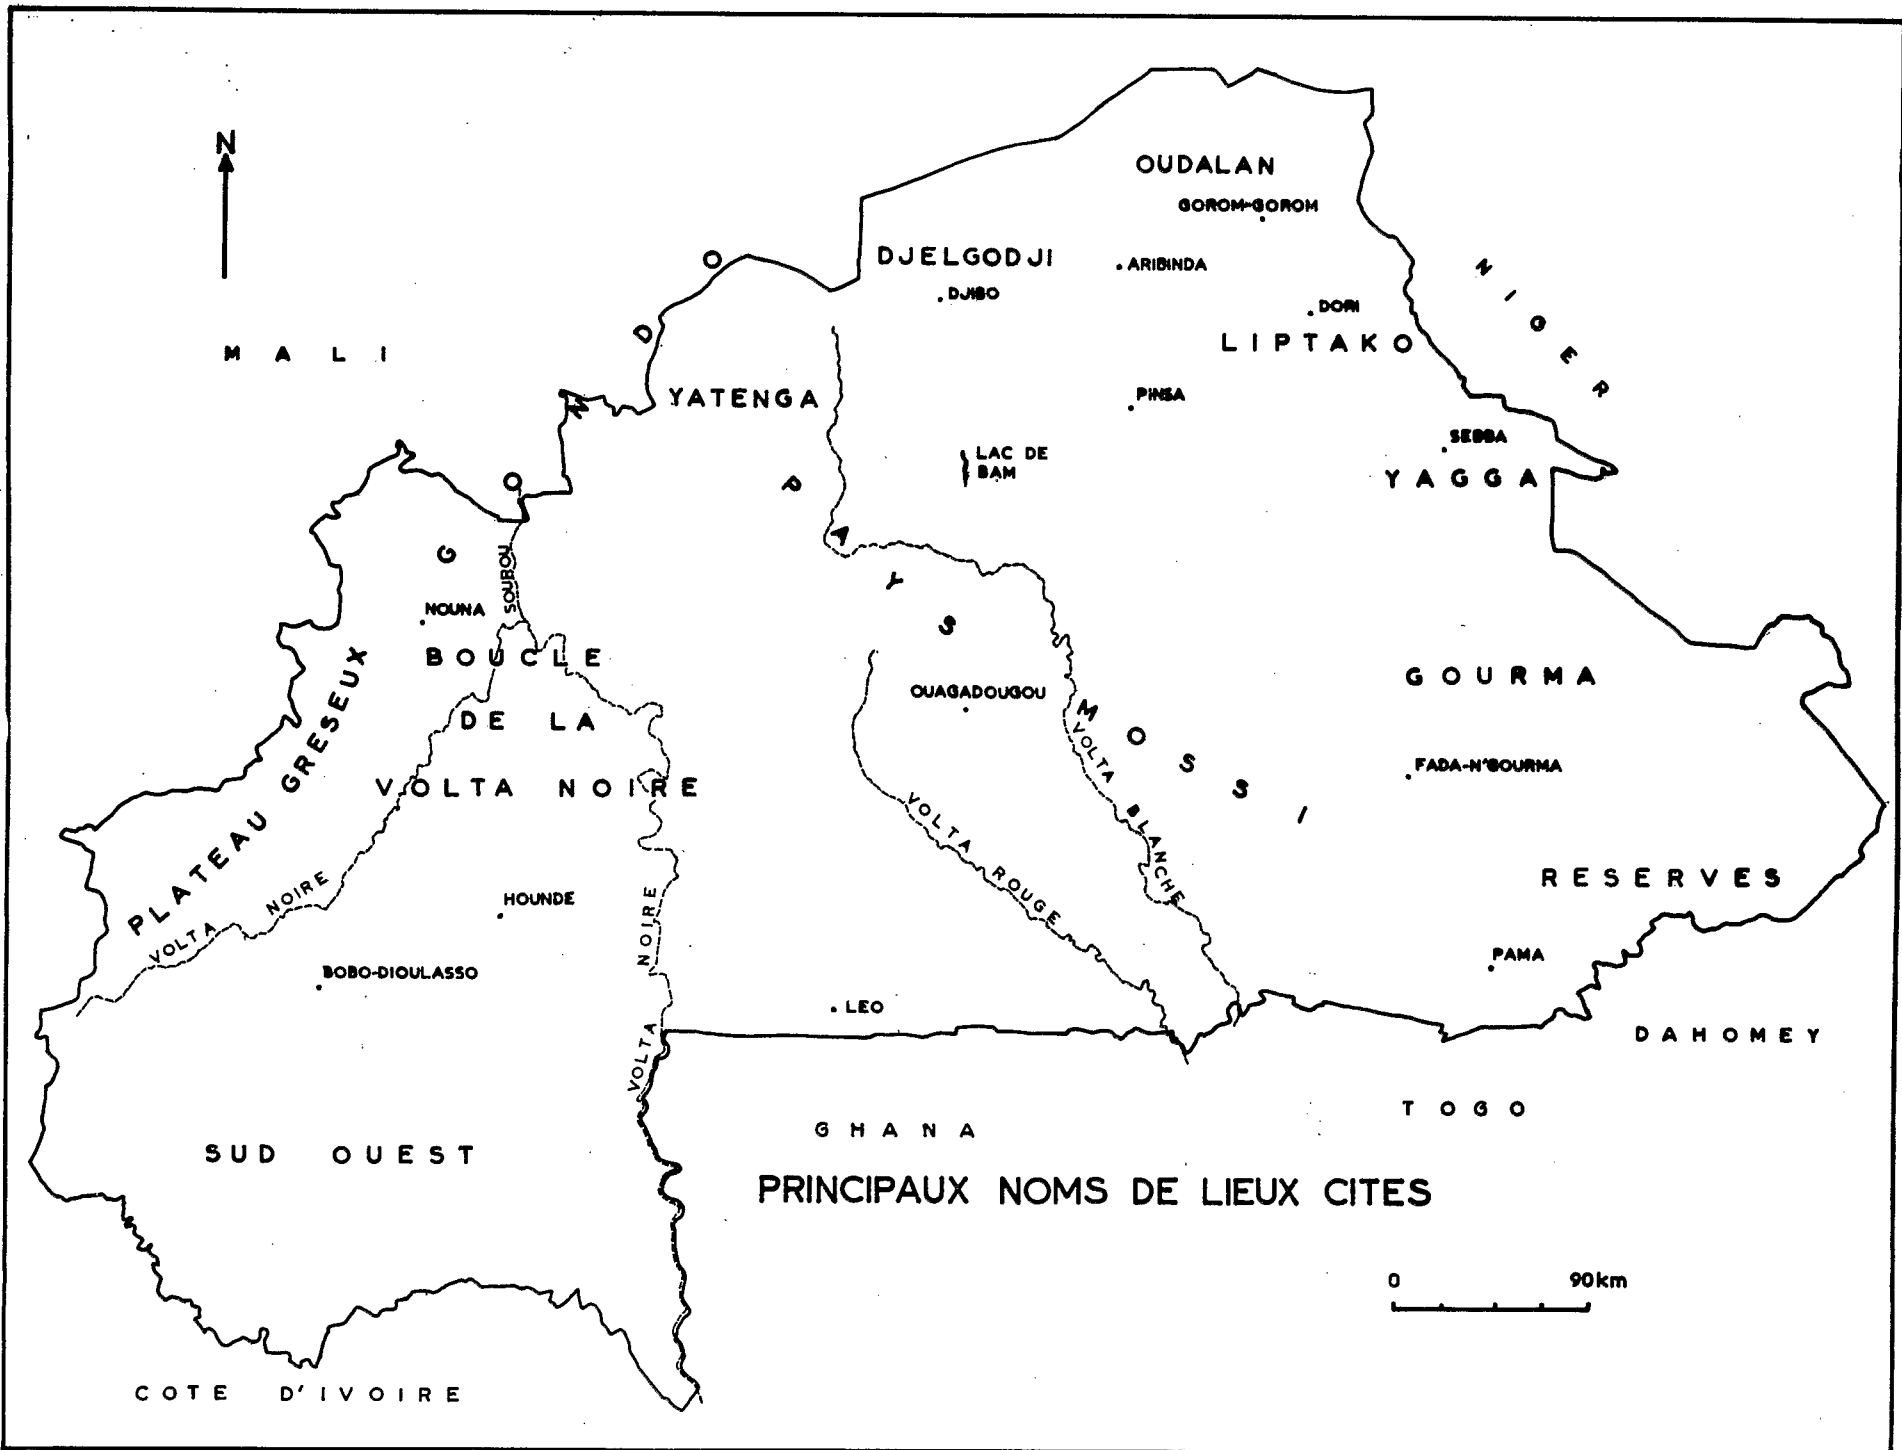 N
OUDALAN
GOROM-GOROM
DJELGODJI
ARIBINDA
DJIBO
DORI
LIPTAKO
NIGER
MALI
YATENGA
PINSA
LAC DE
BAM
SEBBA
YAGGA
GONDO
SOUROU
NOUNA
BOUCLE
DE LA
VOLTA NOIRE
PLATEAU GRESEUX
PAYS MOSSI
OUAGADOUGOU
GOURMA
FADA-N'GOURMA
VOLTA BLANCHE
VOLTA ROUGE
RESERVES
PAMA
VOLTA NOIRE
HOUNDE
VOLTA NOIRE
BOBO-DIOULASSO
LEO
VOLTA
DAHOMEY
TOGO
GHANA
SUD OUEST
PRINCIPAUX NOMS DE LIEUX CITES
0 90km
COTE D'IVOIRE